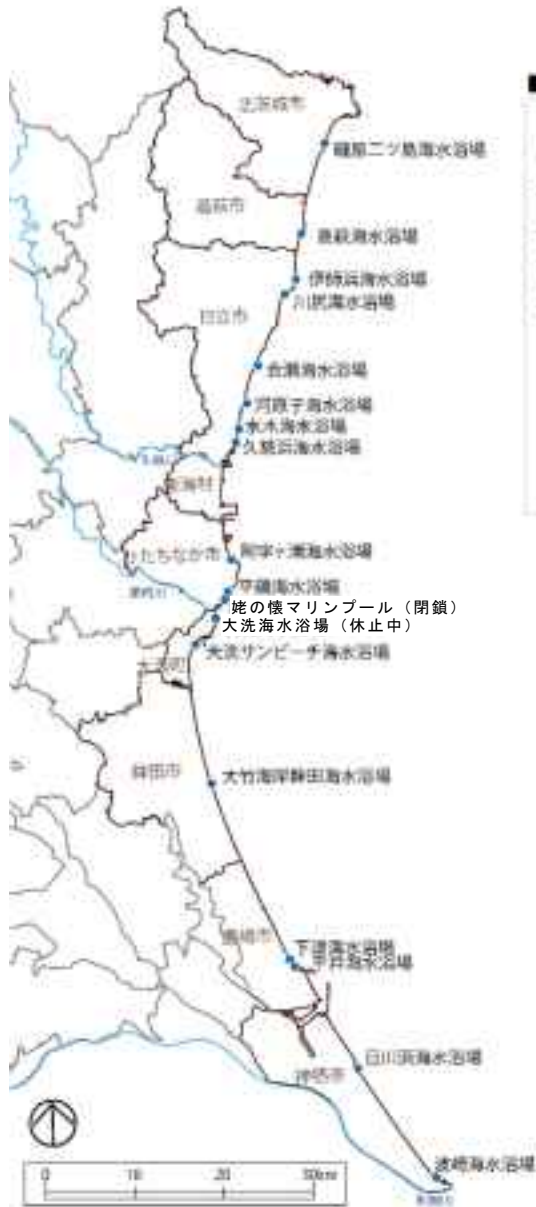 北茨城市
磯原二ツ島海水浴場
高萩市
高萩海水浴場
伊師浜海水浴場
川尻海水浴場
日立市
会瀬海水浴場
河原子海水浴場
水木海水浴場
久慈浜海水浴場
東海村
ひたちなか市
阿字ヶ浦海水浴場
平磯海水浴場
姥の懐マリンプール（閉鎖）
大洗海水浴場（休止中）
大洗サンビーチ海水浴場
鉾田市
大竹海岸鉾田海水浴場
鹿嶋市
下津海水浴場
平井海水浴場
日川浜海水浴場
神栖市
波崎海水浴場
0 10 20 30km